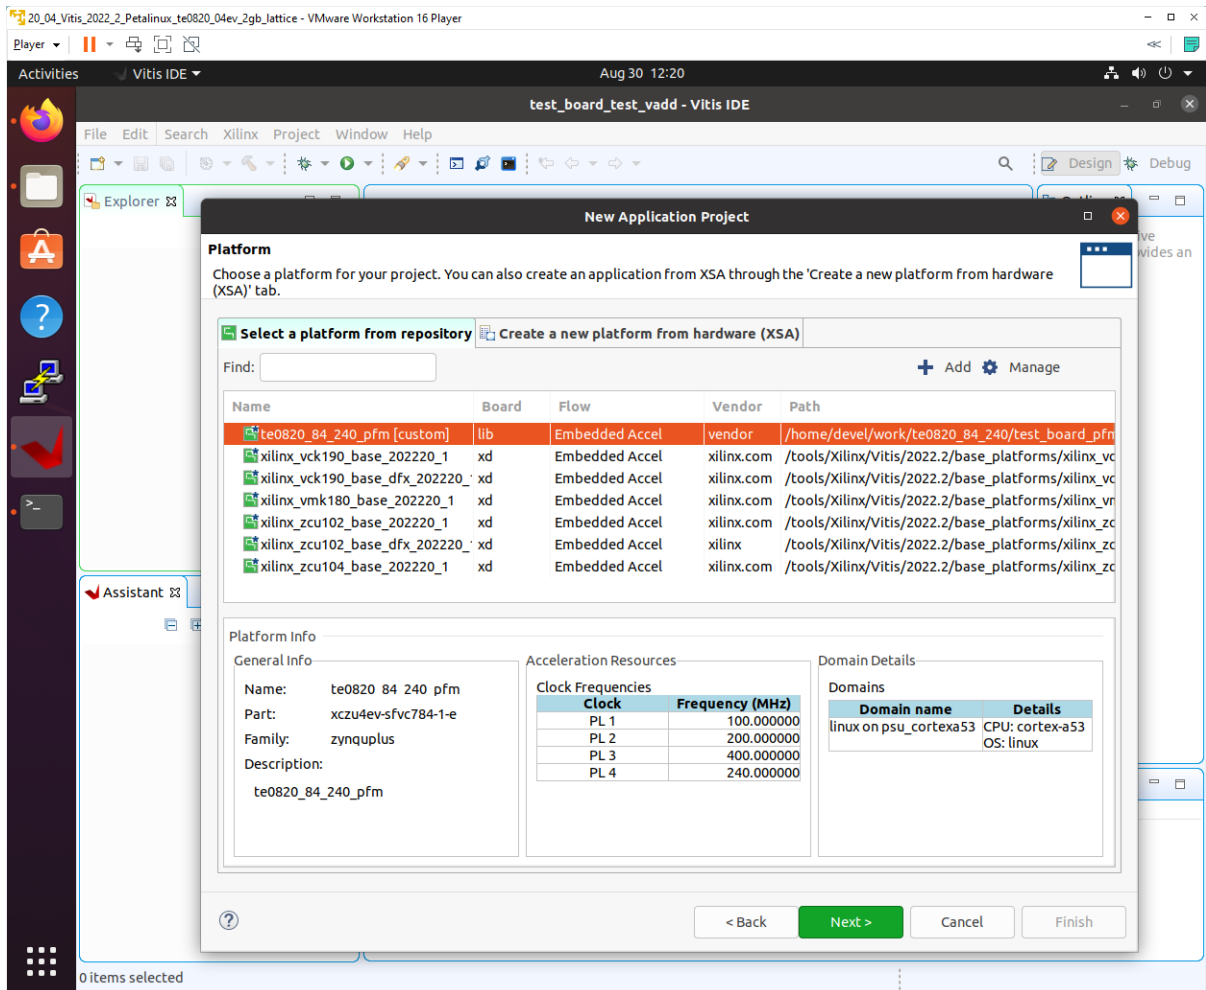 20_04_Vitis_2022_2_Petalinux_te0820_04ev_2gb_lattice - VMware Workstation 16 Player
Player
Activities Vitis IDE Aug 30 12:20
test_board_test_vadd - Vitis IDE
File Edit Search Xilinx Project Window Help
Design Debug
Explorer
New Application Project
Platform
Choose a platform for your project. You can also create an application from XSA through the 'Create a new platform from hardware
(XSA)' tab.
vides an
Select a platform from repository Create a new platform from hardware (XSA)
Find: Add Manage
Name Board Flow Vendor Path
te0820_84_240_pfm [custom] lib Embedded Accel vendor /home/devel/work/te0820_84_240/test_board_pfm
xilinx_vck190_base_202220_1 xd Embedded Accel xilinx.com /tools/Xilinx/Vitis/2022.2/base_platforms/xilinx_vc
xilinx_vck190_base_dfx_202220_ xd Embedded Accel xilinx.com /tools/Xilinx/Vitis/2022.2/base_platforms/xilinx_vc
xilinx_vmk180_base_202220_1 xd Embedded Accel xilinx.com /tools/Xilinx/Vitis/2022.2/base_platforms/xilinx_vm
xilinx_zcu102_base_202220_1 xd Embedded Accel xilinx.com /tools/Xilinx/Vitis/2022.2/base_platforms/xilinx_zc
xilinx_zcu102_base_dfx_202220_ xd Embedded Accel xilinx /tools/Xilinx/Vitis/2022.2/base_platforms/xilinx_zc
xilinx_zcu104_base_202220_1 xd Embedded Accel xilinx.com /tools/Xilinx/Vitis/2022.2/base_platforms/xilinx_zc
Assistant
Platform Info
General Info Acceleration Resources Domain Details
Name: te0820_84_240_pfm
Part: xczu4ev-sfvc784-1-e
Family: zynquplus
Description:
te0820_84_240_pfm
Clock Frequencies
Clock Frequency (MHz)
PL 1 100.000000
PL 2 200.000000
PL 3 400.000000
PL 4 240.000000
Domains
Domain name Details
linux on psu_cortexa53 CPU: cortex-a53
OS: linux
< Back Next > Cancel Finish
0 items selected